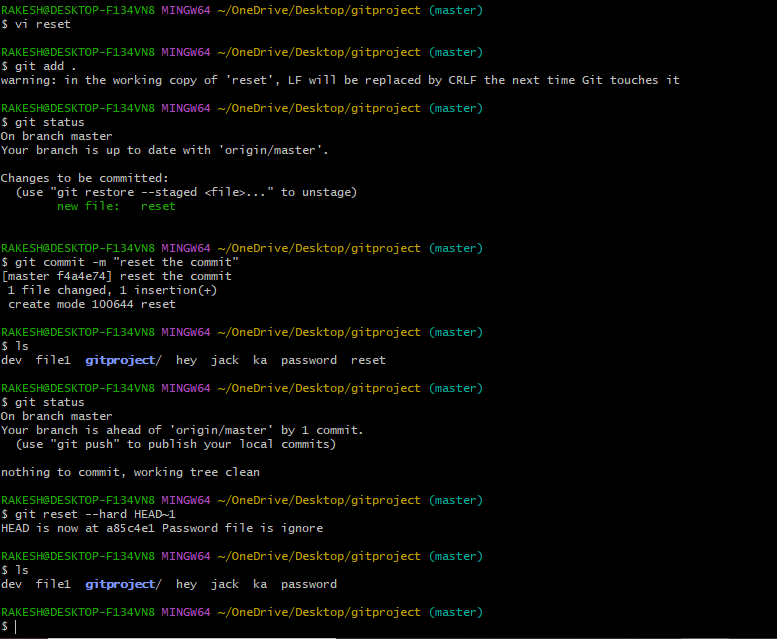 RAKESH@DESKTOP-F134VN8 MINGW64 ~/OneDrive/Desktop/gitproject (master)
$ vi reset
RAKESH@DESKTOP-F134VN8 MINGW64 ~/OneDrive/Desktop/gitproject (master)
$ git add .
warning: in the working copy of 'reset', LF will be replaced by CRLF the next time Git touches it
RAKESH@DESKTOP-F134VN8 MINGW64 ~/OneDrive/Desktop/gitproject (master)
$ git status
On branch master
Your branch is up to date with 'origin/master'.
Changes to be committed:
  (use "git restore --staged <file>..." to unstage)
        new file:   reset
RAKESH@DESKTOP-F134VN8 MINGW64 ~/OneDrive/Desktop/gitproject (master)
$ git commit -m "reset the commit"
[master f4a4e74] reset the commit
 1 file changed, 1 insertion(+)
 create mode 100644 reset
RAKESH@DESKTOP-F134VN8 MINGW64 ~/OneDrive/Desktop/gitproject (master)
$ ls
dev  file1  gitproject/  hey  jack  ka  password  reset
RAKESH@DESKTOP-F134VN8 MINGW64 ~/OneDrive/Desktop/gitproject (master)
$ git status
On branch master
Your branch is ahead of 'origin/master' by 1 commit.
  (use "git push" to publish your local commits)
nothing to commit, working tree clean
RAKESH@DESKTOP-F134VN8 MINGW64 ~/OneDrive/Desktop/gitproject (master)
$ git reset --hard HEAD~1
HEAD is now at a85c4e1 Password file is ignore
RAKESH@DESKTOP-F134VN8 MINGW64 ~/OneDrive/Desktop/gitproject (master)
$ ls
dev  file1  gitproject/  hey  jack  ka  password
RAKESH@DESKTOP-F134VN8 MINGW64 ~/OneDrive/Desktop/gitproject (master)
$